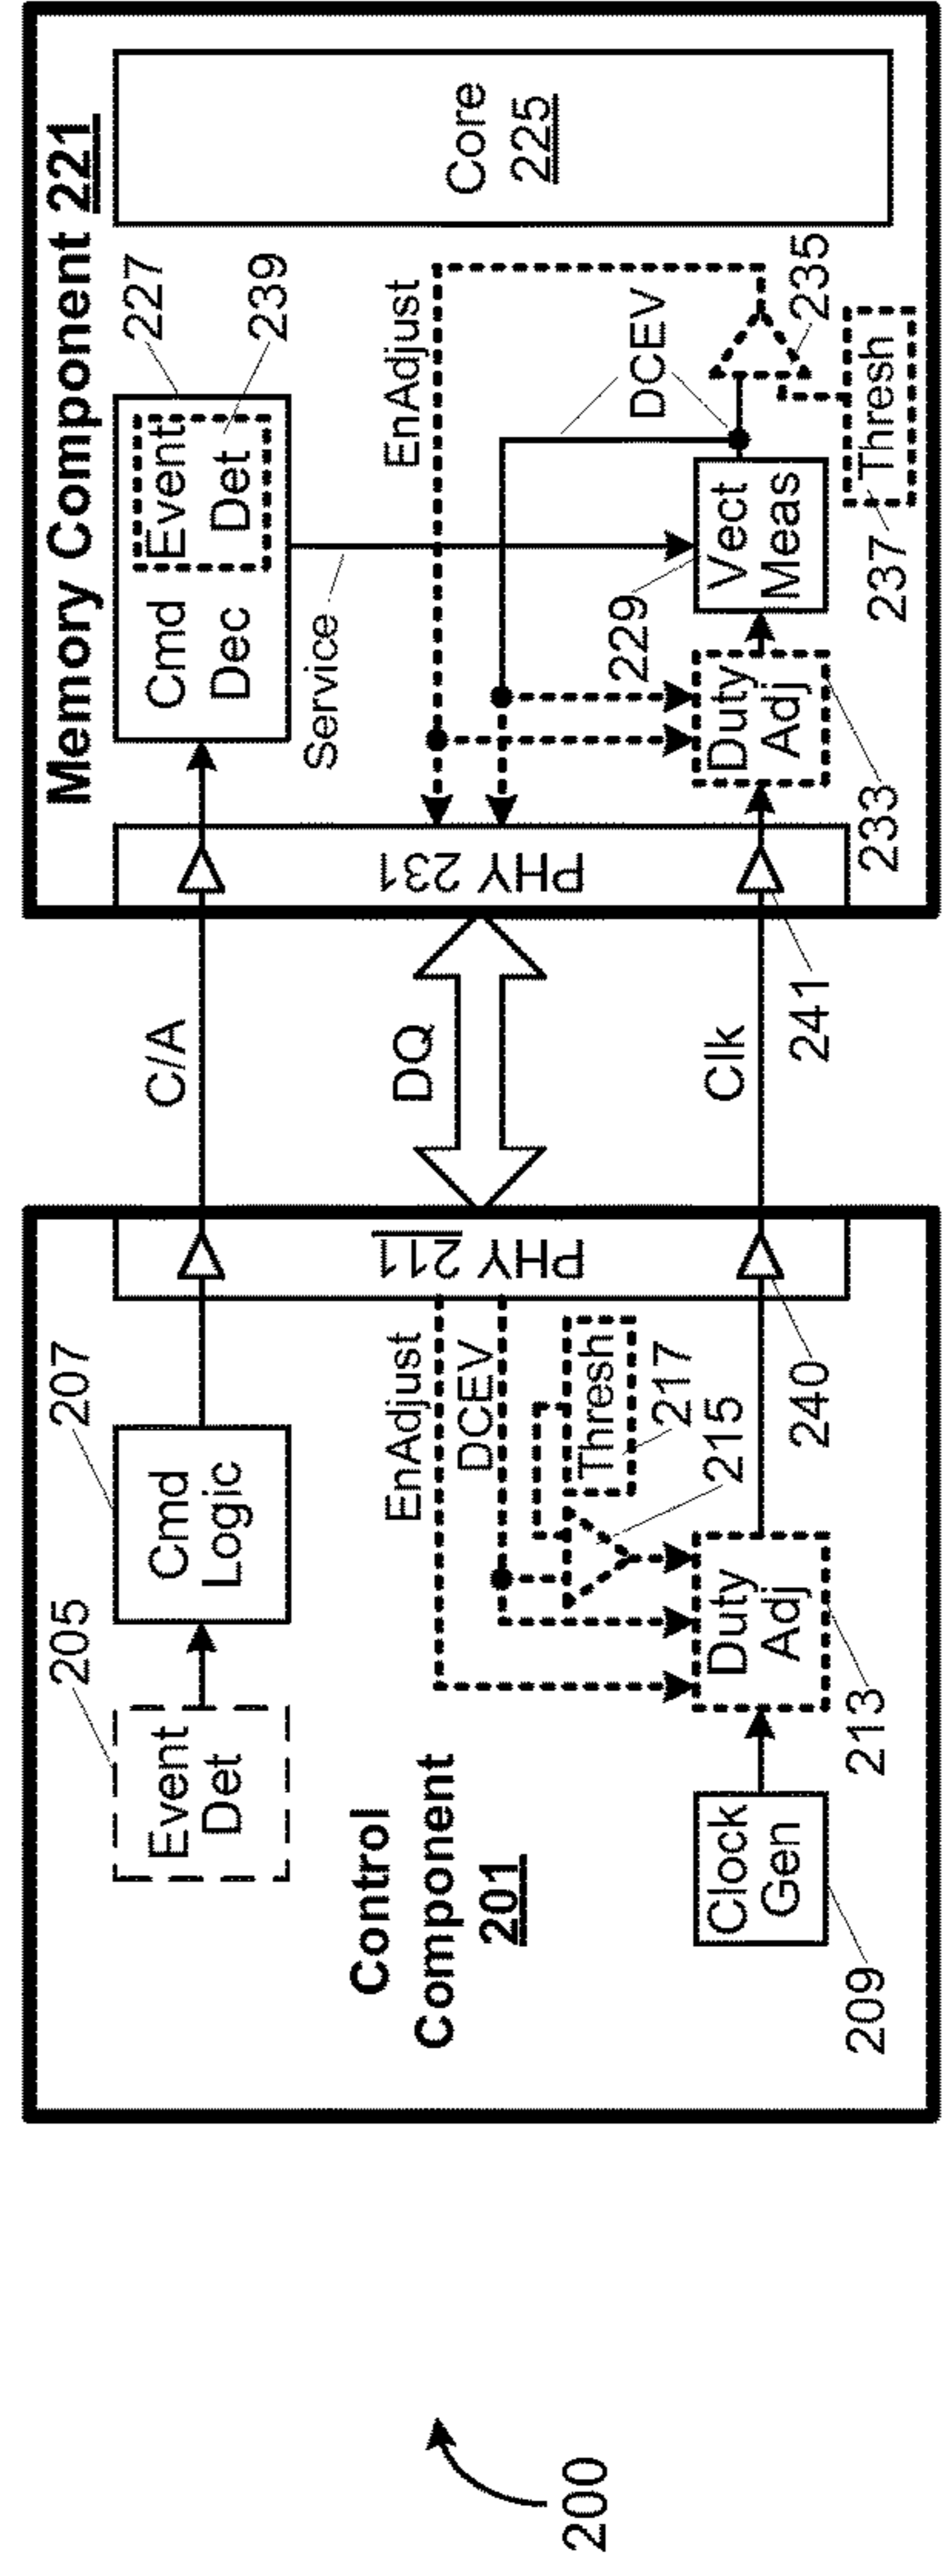 200
Control
Component
201
205
Event
Det
207
Cmd
Logic
209
Clock
Gen
EnAdjust
DCEV
Thresh
217
215
Duty
Adj
213
PHY 211
240
C/A
DQ
Clk
241
Memory Component 221
PHY 231
227
239
Cmd
Dec
Event
Det
Service
EnAdjust
DCEV
229
Vect
Meas
Duty
Adj
233
235
Thresh
237
Core
225